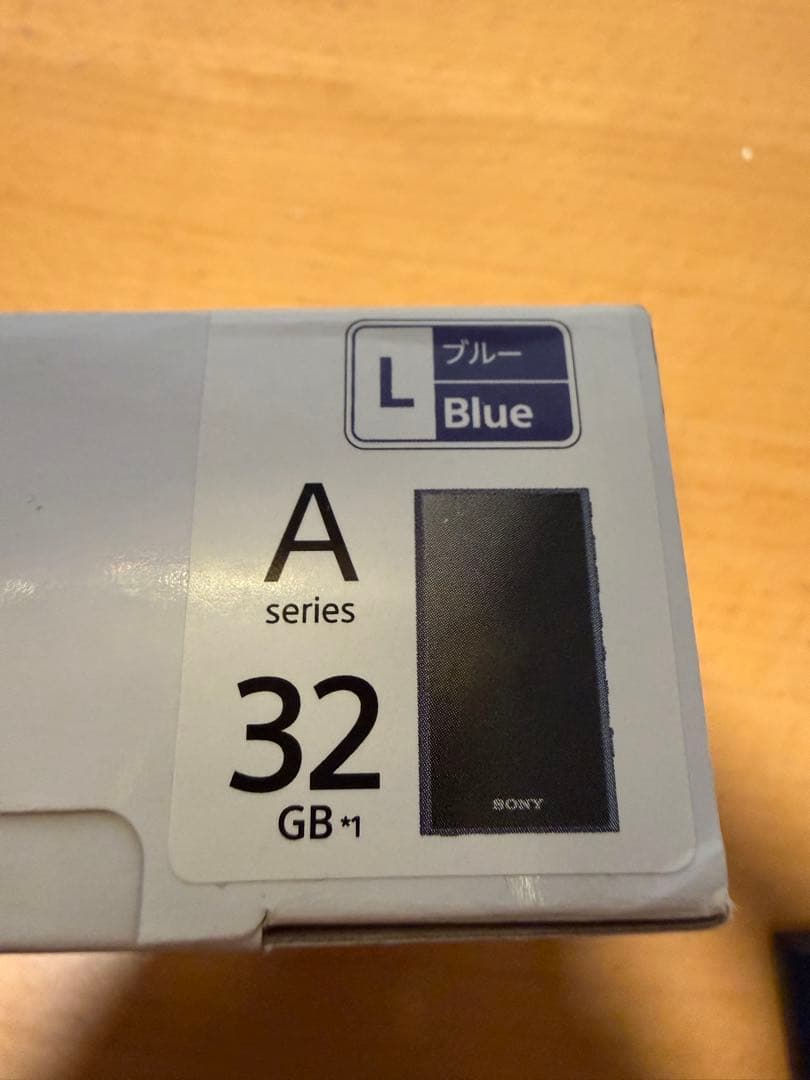 L
ブルー
Blue
A
series
32
GB *1
SONY